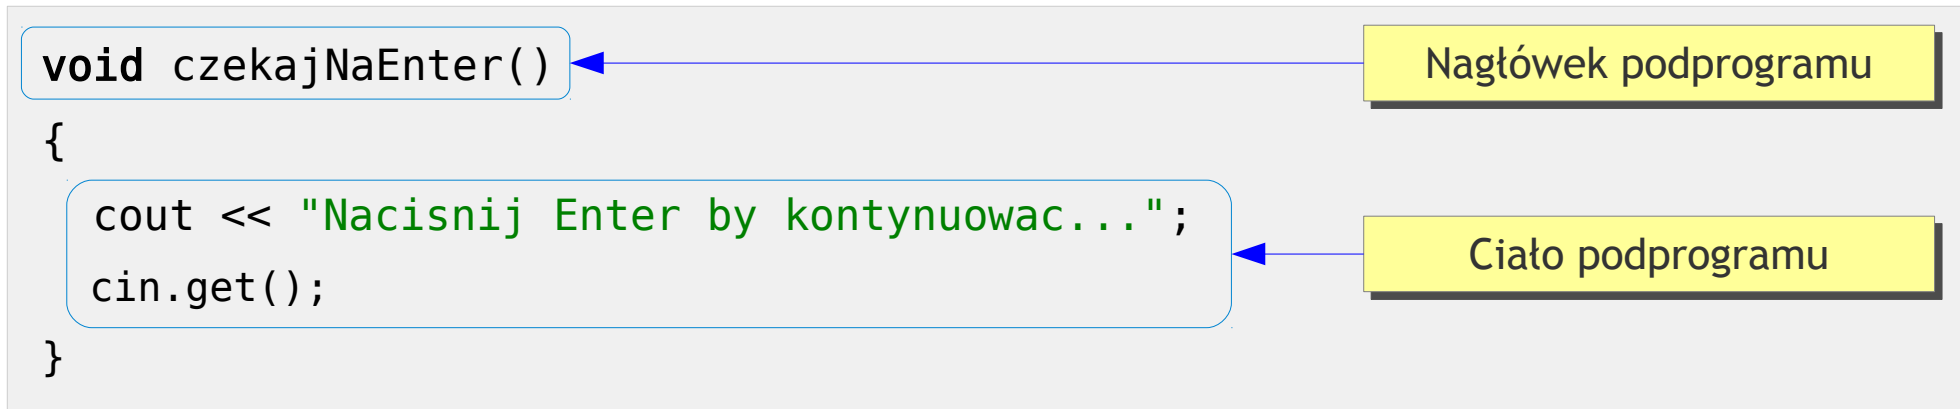 void czekajNaEnter()
Nagłówek podprogramu
{
cout << "Nacisnij Enter by kontynuowac...";
Ciało podprogramu
cin.get();
}